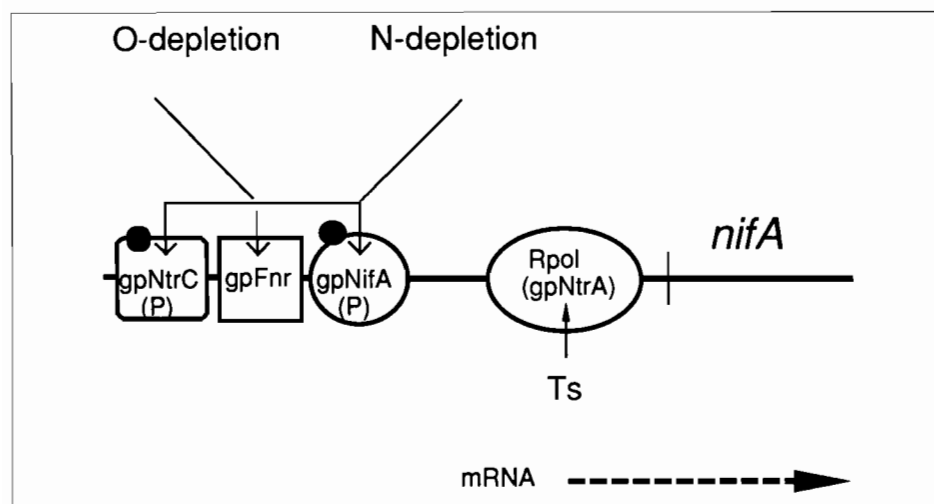 O-depletion N-depletion
nifA
gpNtrC gpFnr gpNifA Rpol
(P) (P) (gpNtrA)
Ts
mRNA